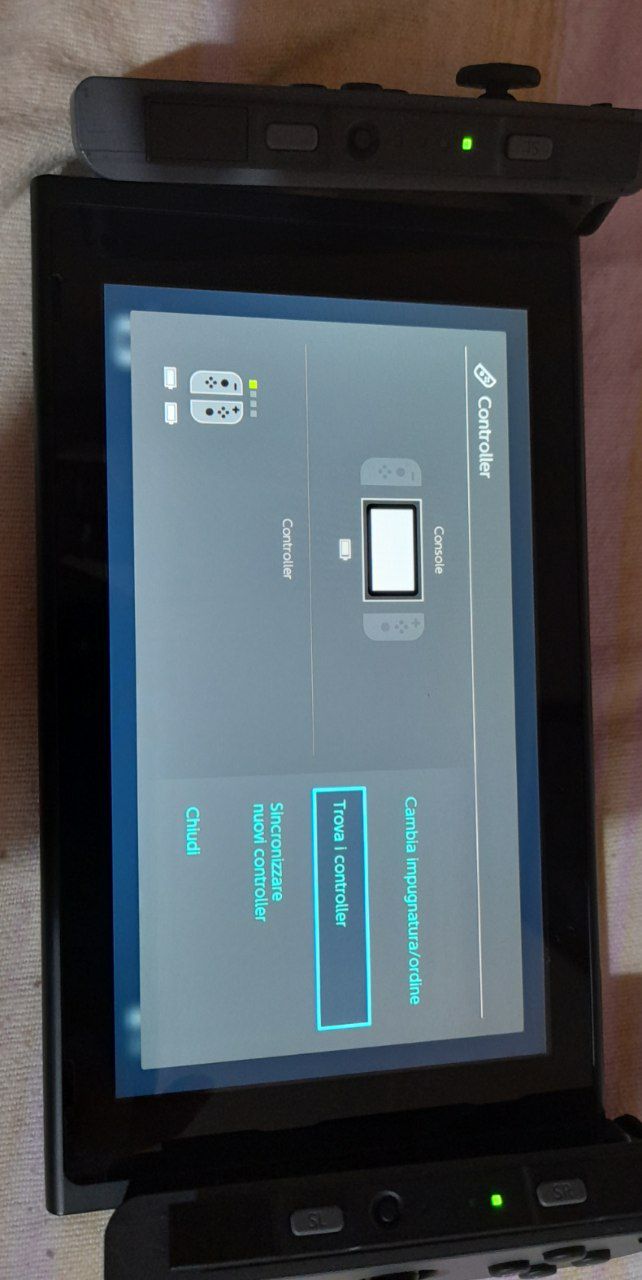 Controller
Console
Controller
Cambia impugnatura/ordine
Trova i controller
Sincronizzare
nuovi controller
Chiudi
SL
SR